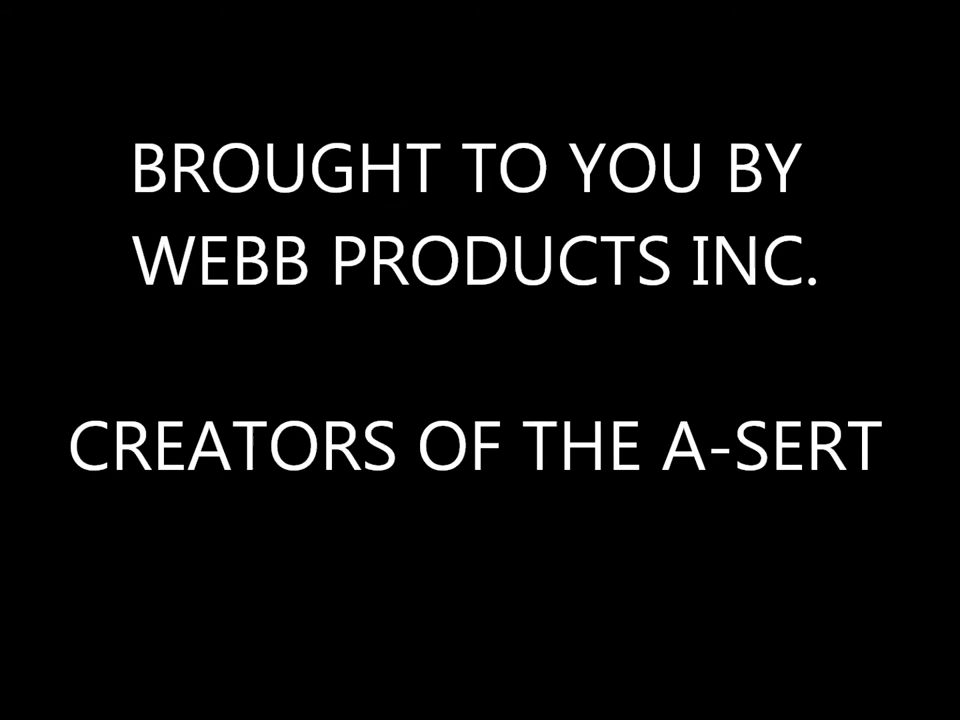 BROUGHT TO YOU BY
WEBB PRODUCTS INC.
CREATORS OF THE A-SERT